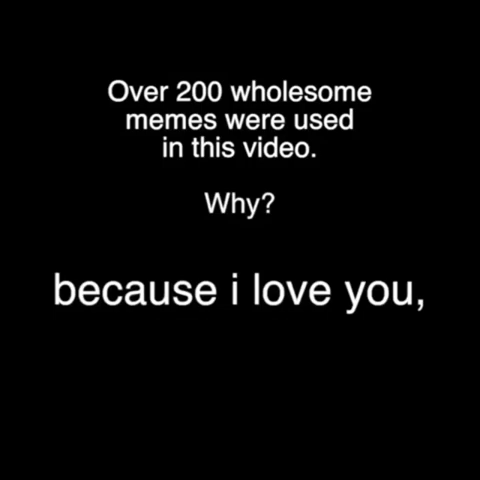 Over 200 wholesome
memes were used
in this video.
Why?
because i love you,